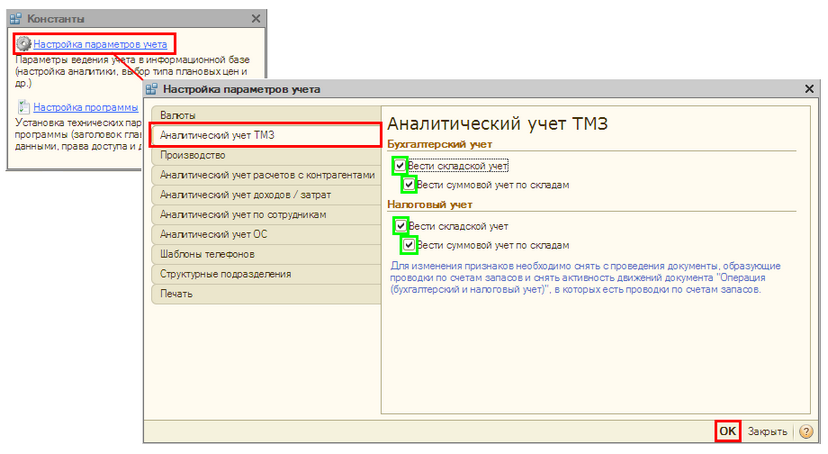 Константы
Настройка параметров учета
Параметры ведения учета в информационной базе
(настройка аналитики, выбор типа плановых цен и
др.)
Настройка программы
Установка технических пар
программы (заголовок глав
данными, права доступа и д
Настройка параметров учета
Валюты
Аналитический учет ТМЗ
Производство
Аналитический учет расчетов с контрагентами
Аналитический учет доходов / затрат
Аналитический учет по сотрудникам
Аналитический учет ОС
Шаблоны телефонов
Структурные подразделения
Печать
Аналитический учет ТМЗ
Бухгалтерский учет
Вести складской учет
Вести суммовой учет по складам
Налоговый учет
Вести складской учет
Вести суммовой учет по складам
Для изменения признаков необходимо снять с проведения документы, образующие
проводки по счетам запасов и снять активность движений документа "Операция
(бухгалтерский и налоговый учет)", в которых есть проводки по счетам запасов.
OK
Закрыть
?